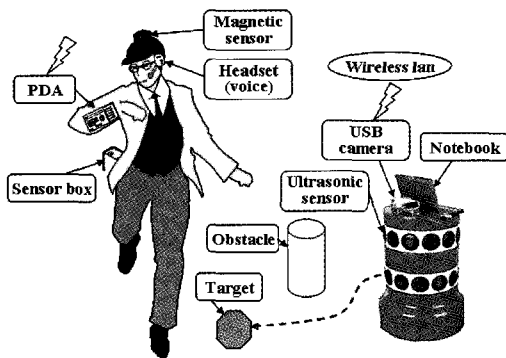 Magnetic
sensor
Headset
(voice)
PDA
Sensor box
Wireless lan
USB
camera
Notebook
Ultrasonic
sensor
Obstacle
Target